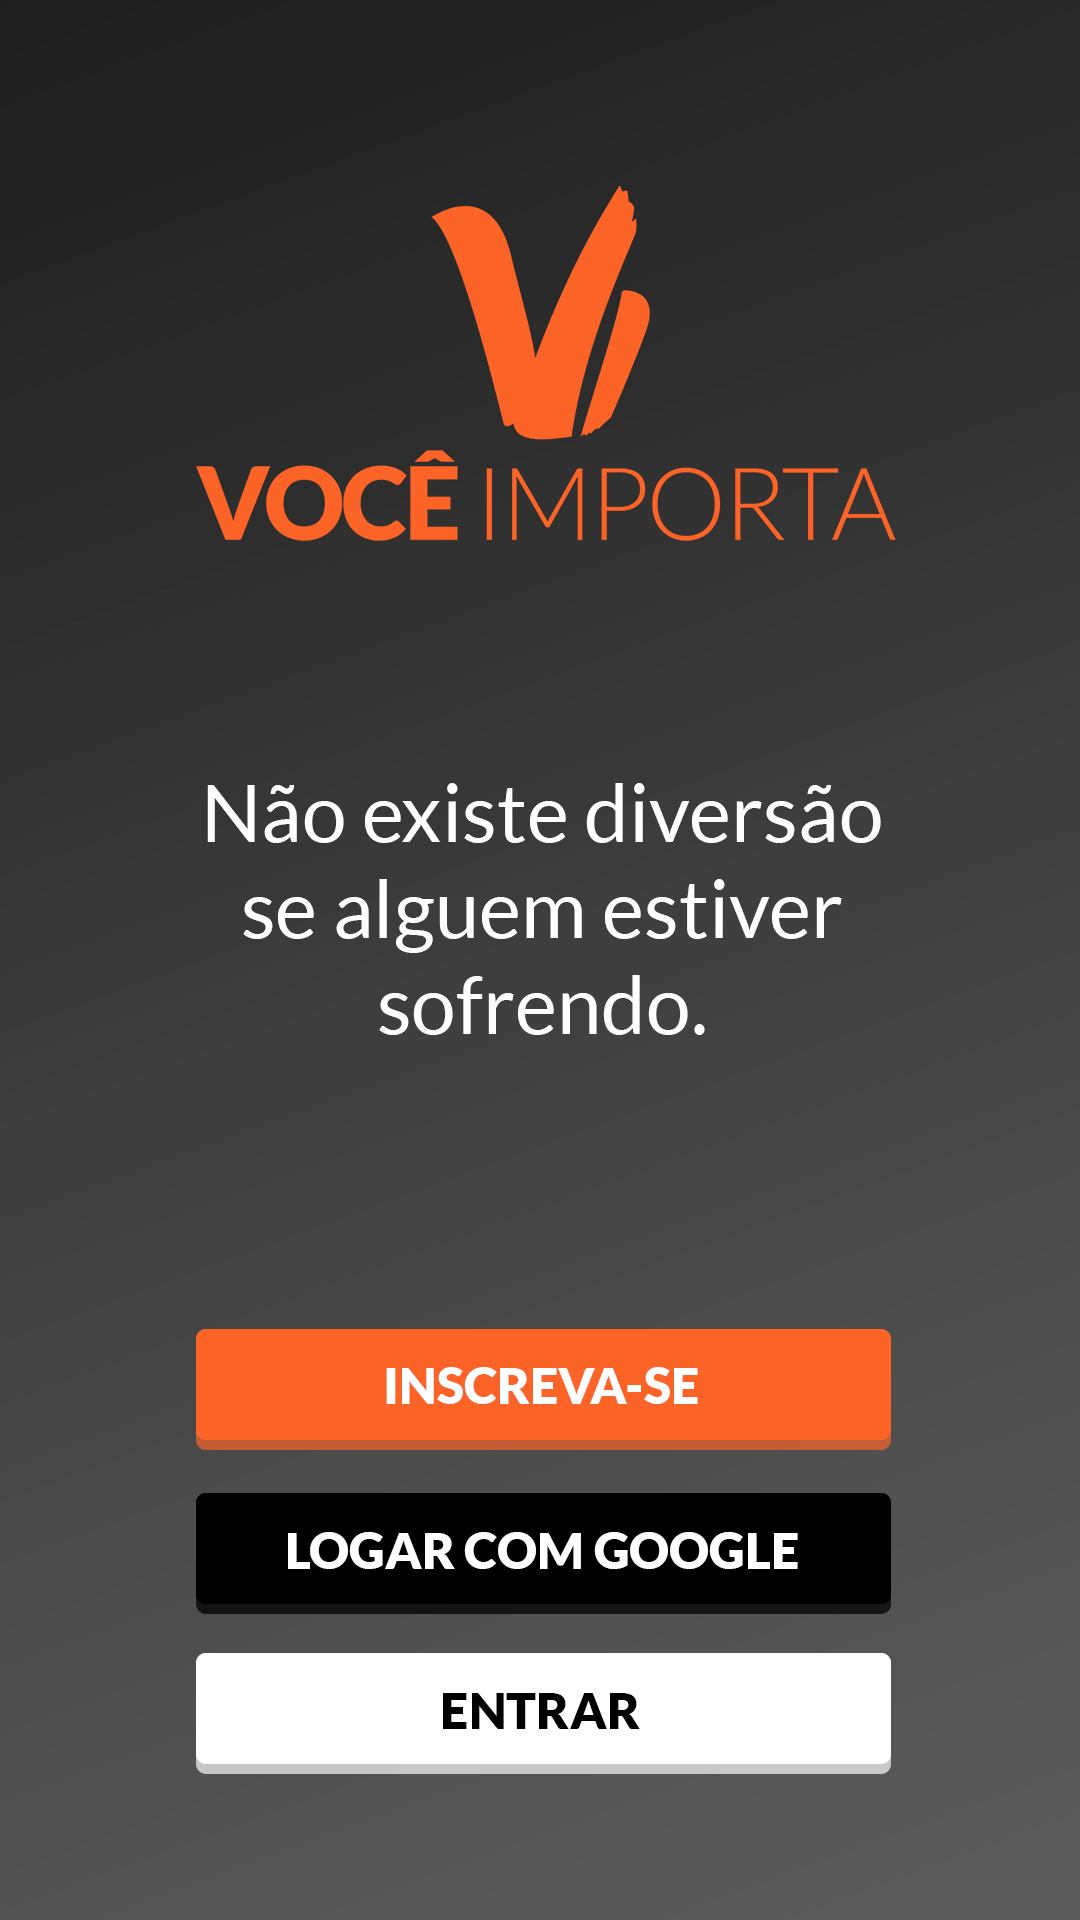 VOCÊ IMPORTA
Não existe diversão
se alguem estiver
sofrendo.
INSCREVA-SE
LOGAR COM GOOGLE
ENTRAR